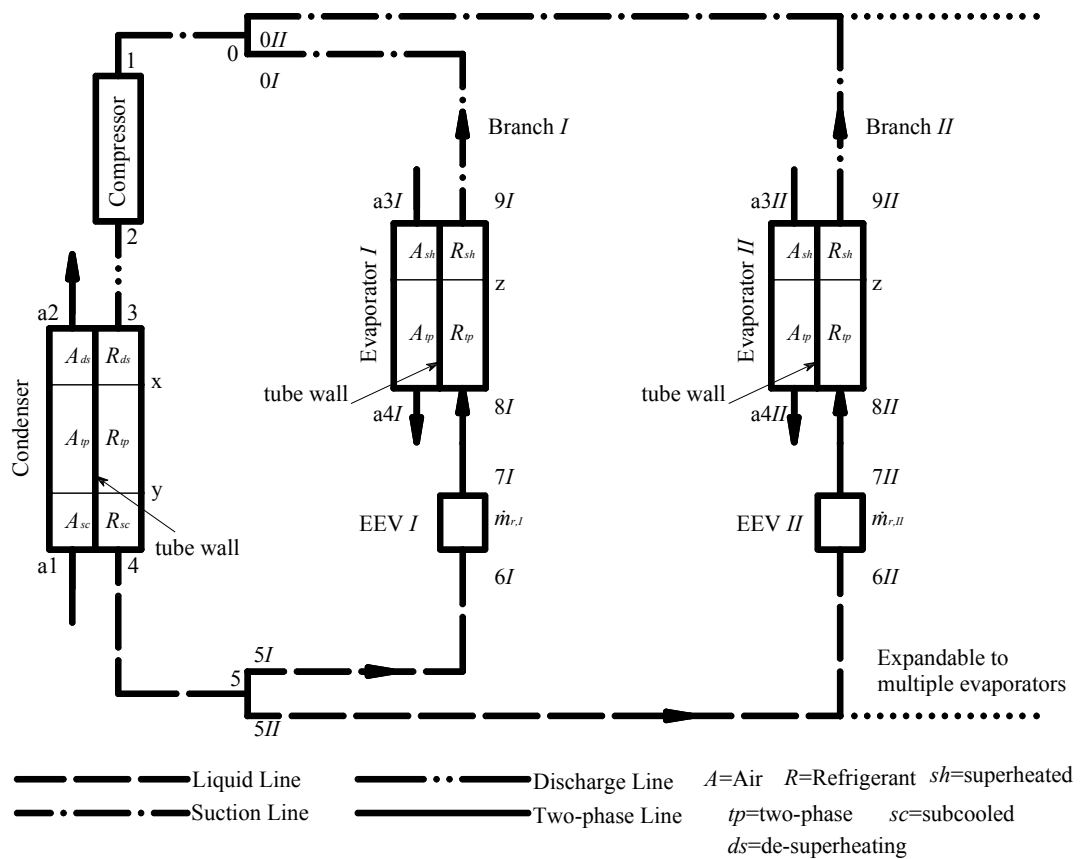 1
0
0II
0I
Compressor
2
Branch I
Branch II
a3I
9I
a3II
9II
Evaporator I
Ash
Rsh
z
Atp
Rtp
tube wall
a4I
8I
Evaporator II
Ash
Rsh
z
Atp
Rtp
tube wall
a4II
8II
a2
3
Condenser
Ads
Rds
x
Atp
Rtp
y
Asc
Rsc
tube wall
a1
4
7I
EEV I
ṁr,I
6I
7II
EEV II
ṁr,II
6II
5I
5
5II
Expandable to
multiple evaporators
Liquid Line
Discharge Line
A=Air R=Refrigerant sh=superheated
Suction Line
Two-phase Line
tp=two-phase sc=subcooled
ds=de-superheating